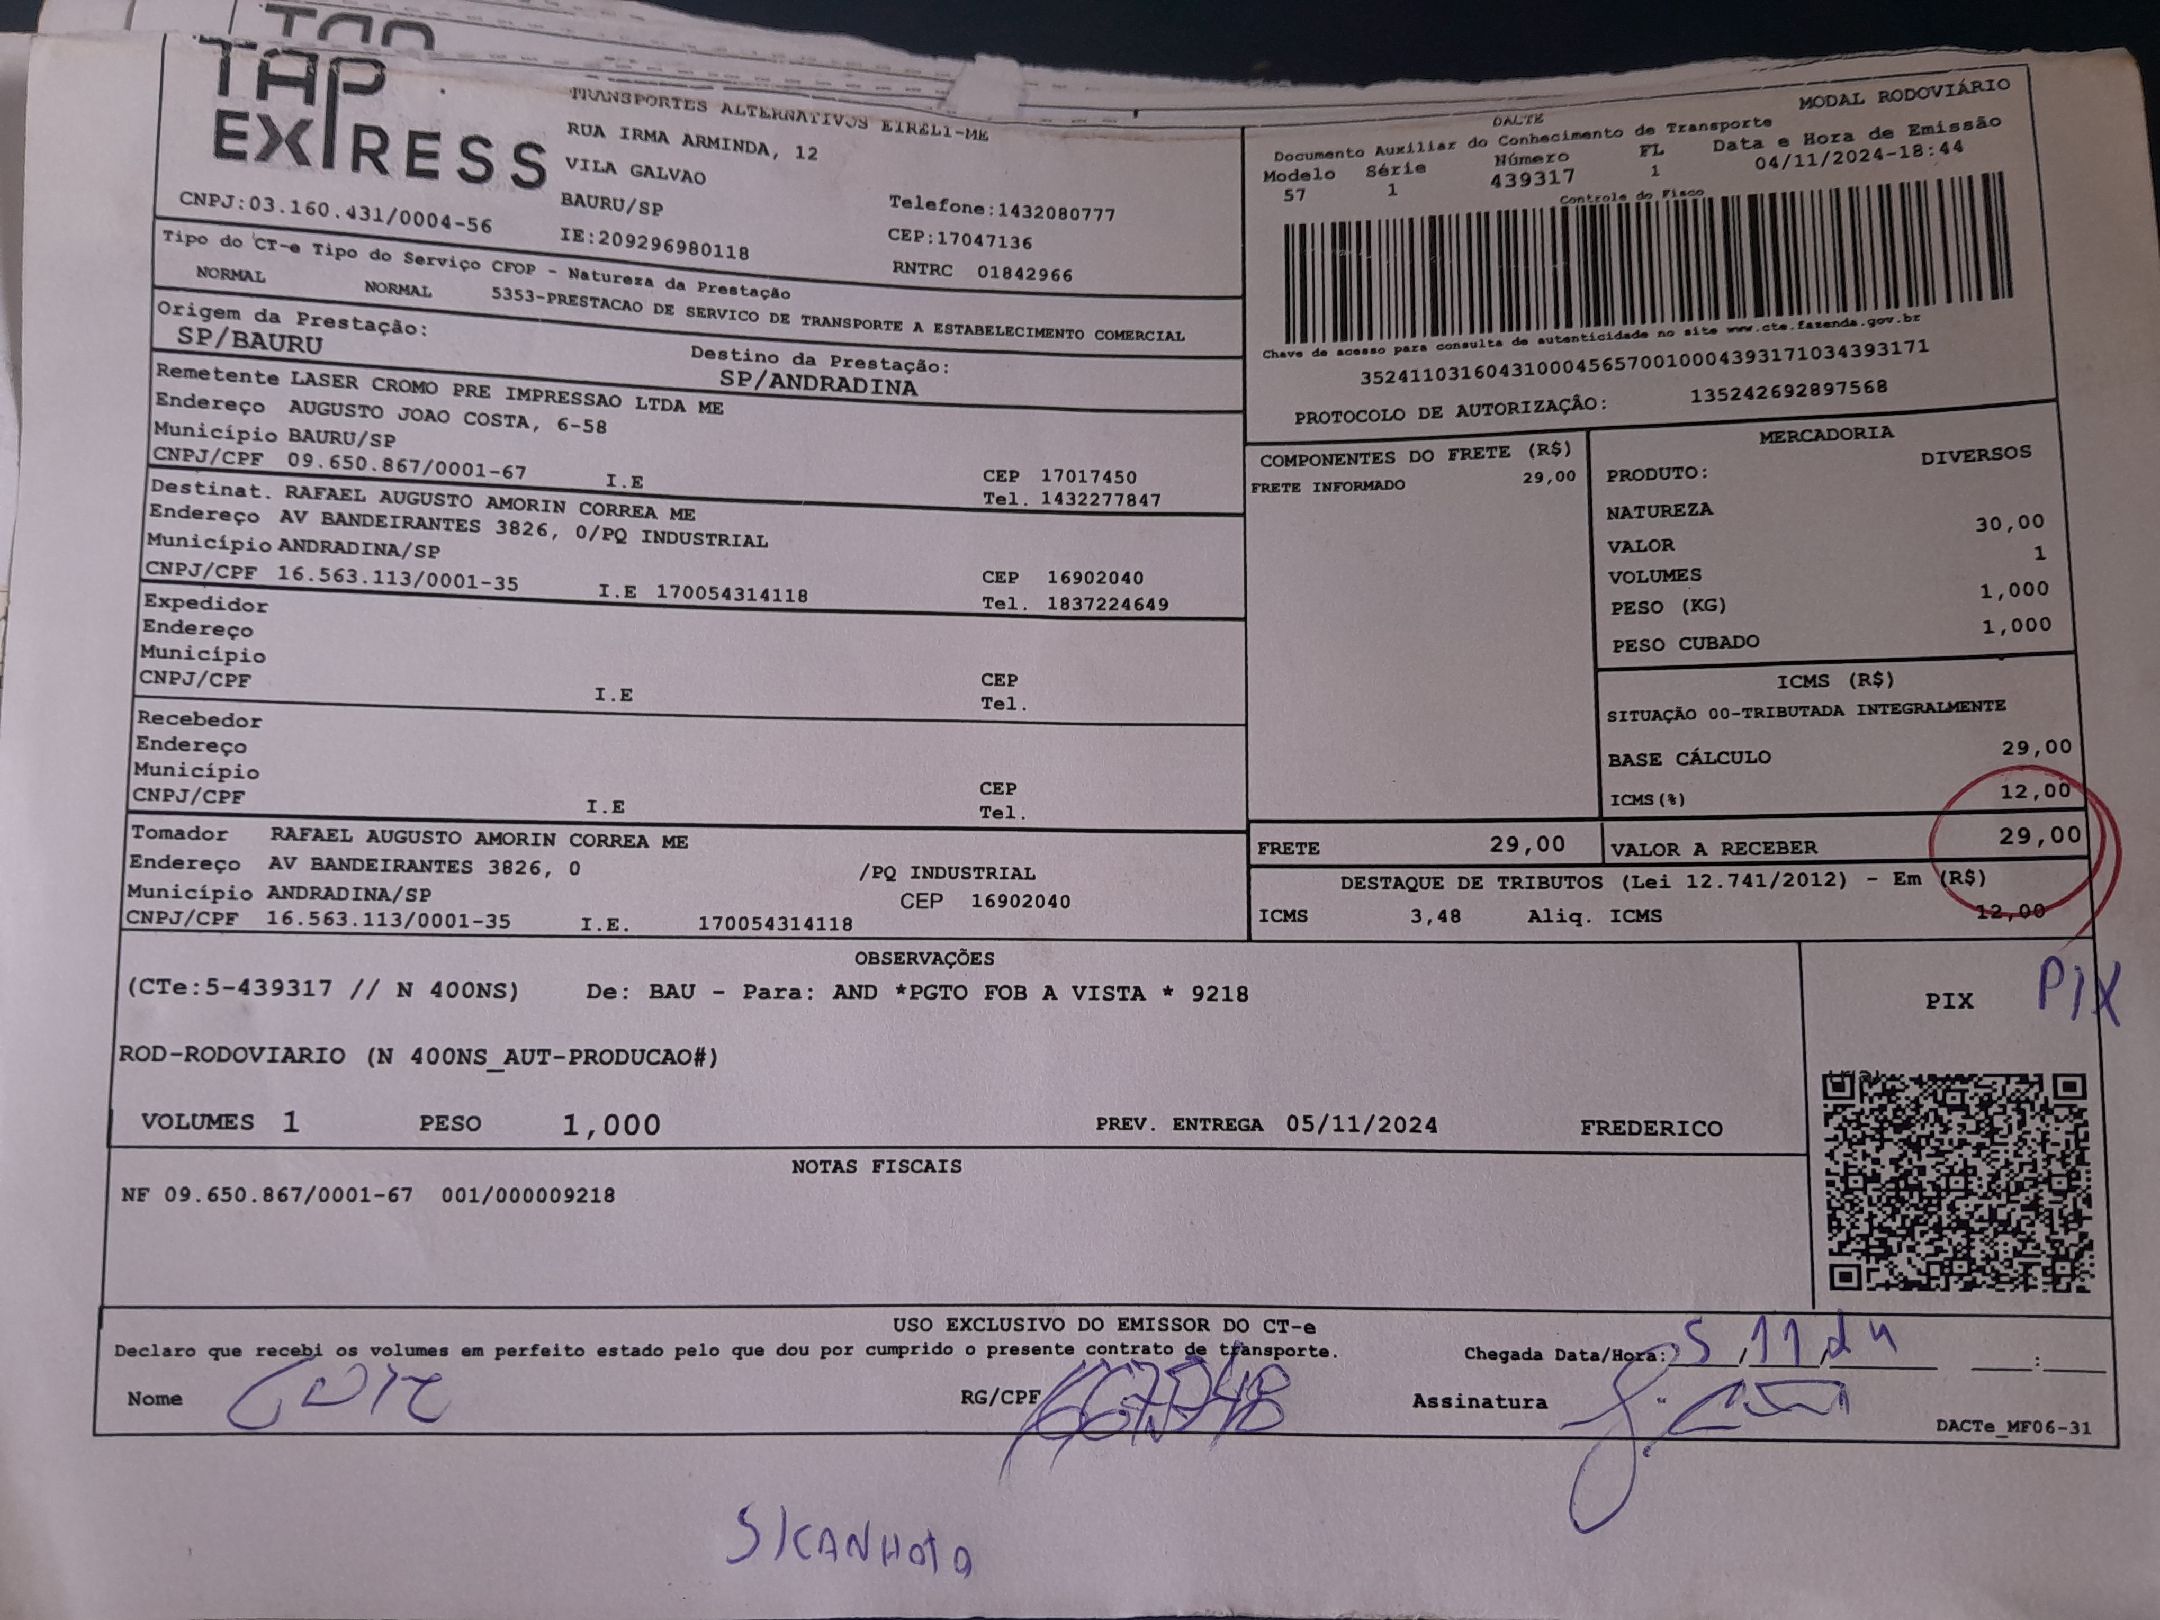 TAP
TAP
EXPRESS
TRANSPORTES ALTERNATIVOS EIRELI-ME
RUA IRMA ARMINDA, 12
VILA GALVAO
BAURU/SP
Telefone:1432080777
CNPJ:03.160.431/0004-56
IE:209296980118
CEP:17047136
RNTRC 01842966
DACTE
MODAL RODOVIÁRIO
Documento Auxiliar do Conhecimento de Transporte
Modelo Série Número FL Data e Hora de Emissão
57 1 439317 1 04/11/2024-18:44
Controle do Fisco
Chave de acesso para consulta de autenticidade no site www.cte.fazenda.gov.br
35241103160431000456570010004393171034393171
PROTOCOLO DE AUTORIZAÇÃO: 135242692897568
Tipo do CT-e Tipo do Serviço CFOP - Natureza da Prestação
NORMAL NORMAL 5353-PRESTACAO DE SERVICO DE TRANSPORTE A ESTABELECIMENTO COMERCIAL
Origem da Prestação:
SP/BAURU
Destino da Prestação:
SP/ANDRADINA
Remetente LASER CROMO PRE IMPRESSAO LTDA ME
Endereço AUGUSTO JOAO COSTA, 6-58
Município BAURU/SP
CEP 17017450
CNPJ/CPF 09.650.867/0001-67 I.E Tel. 1432277847
Destinat. RAFAEL AUGUSTO AMORIN CORREA ME
Endereço AV BANDEIRANTES 3826, 0/PQ INDUSTRIAL
Município ANDRADINA/SP
CEP 16902040
CNPJ/CPF 16.563.113/0001-35 I.E 170054314118 Tel. 1837224649
Expedidor
Endereço
Município
CEP
CNPJ/CPF I.E Tel.
Recebedor
Endereço
Município
CEP
CNPJ/CPF I.E Tel.
Tomador RAFAEL AUGUSTO AMORIN CORREA ME
Endereço AV BANDEIRANTES 3826, 0 /PQ INDUSTRIAL
Município ANDRADINA/SP CEP 16902040
CNPJ/CPF 16.563.113/0001-35 I.E. 170054314118
COMPONENTES DO FRETE (R$)
FRETE INFORMADO 29,00
MERCADORIA
PRODUTO: DIVERSOS
NATUREZA
VALOR 30,00
VOLUMES 1
PESO (KG) 1,000
PESO CUBADO 1,000
ICMS (R$)
SITUAÇÃO 00-TRIBUTADA INTEGRALMENTE
BASE CÁLCULO 29,00
ICMS(%) 12,00
FRETE 29,00 VALOR A RECEBER 29,00
DESTAQUE DE TRIBUTOS (Lei 12.741/2012) - Em (R$)
ICMS 3,48 Aliq. ICMS 12,00
OBSERVAÇÕES
(CTe:5-439317 // N 400NS) De: BAU - Para: AND *PGTO FOB A VISTA * 9218
ROD-RODOVIARIO (N 400NS_AUT-PRODUCAO#)
VOLUMES 1 PESO 1,000 PREV. ENTREGA 05/11/2024 FREDERICO
PIX PIX
NOTAS FISCAIS
NF 09.650.867/0001-67 001/000009218
USO EXCLUSIVO DO EMISSOR DO CT-e
Declaro que recebi os volumes em perfeito estado pelo que dou por cumprido o presente contrato de transporte.
Chegada Data/Hora: 5,11,24 __:__
Nome RG/CPF Assinatura
DACTe_MF06-31
S/CANHOTO